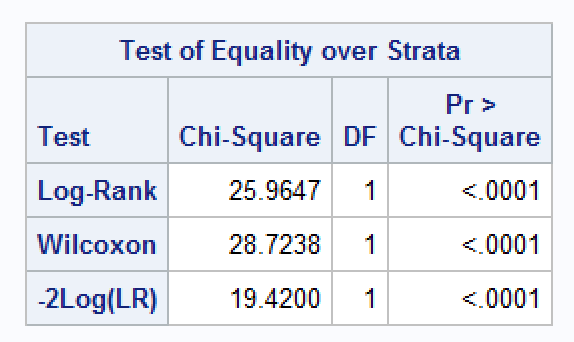 Test of Equality over Strata
Pr >
Test Chi-Square DF Chi-Square
Log-Rank 25.9647 1 <.0001
Wilcoxon 28.7238 1 <.0001
-2Log(LR) 19.4200 1 <.0001